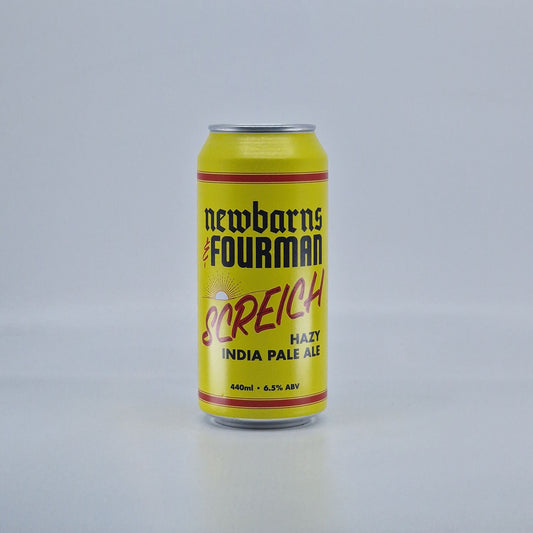 newbarns
& FOURMAN
SCREICH
HAZY
INDIA PALE ALE
440ml • 6.5% ABV